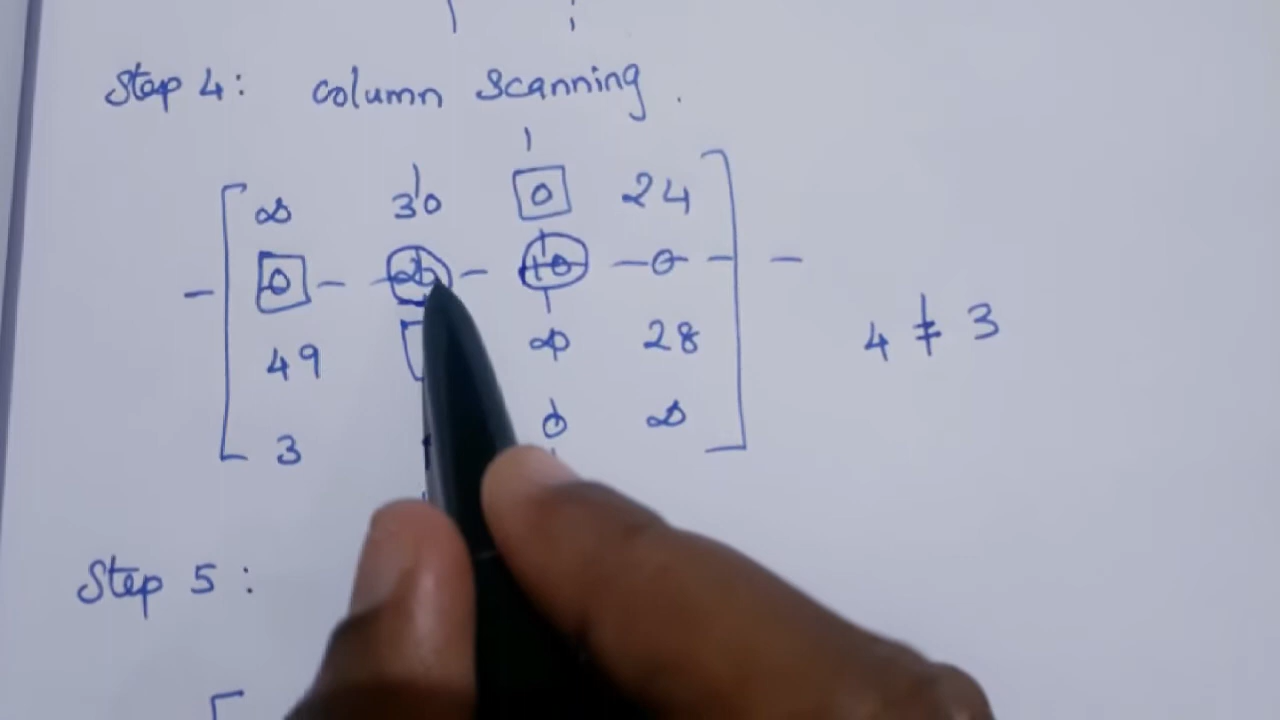 Step 4: Column Scanning.
∞ 30 0 24
0 10 0
49 ∞ 28 4 ≠ 3
3 0 ∞
Step 5: